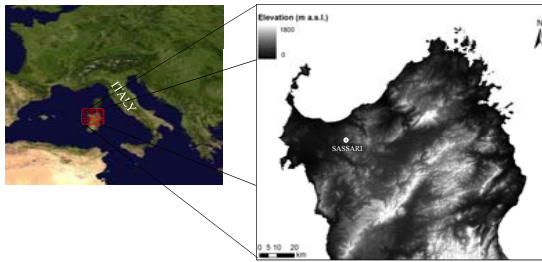 ITALY
Elevation (m a.s.l.)
1800
0
N
SASSARI
0 5 10 20
km